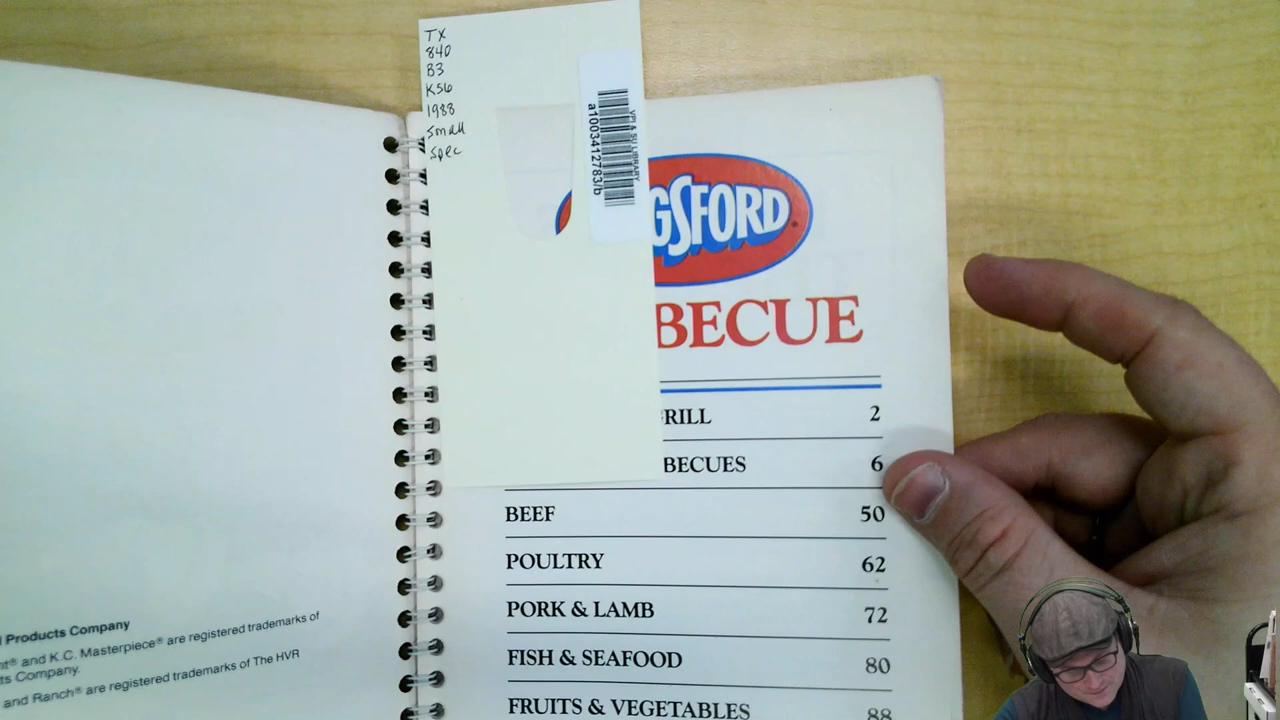 TX
840
B3
K56
1988
small
spec
VPI & SU LIBRARY
a1003412783/b
GSFORD
BECUE
RILL 2
BECUES 6
BEEF 50
POULTRY 62
PORK & LAMB 72
FISH & SEAFOOD 80
FRUITS & VEGETABLES 88
Products Company
and K.C. Masterpiece® are registered trademarks of
Company.
and Ranch® are registered trademarks of The HVR